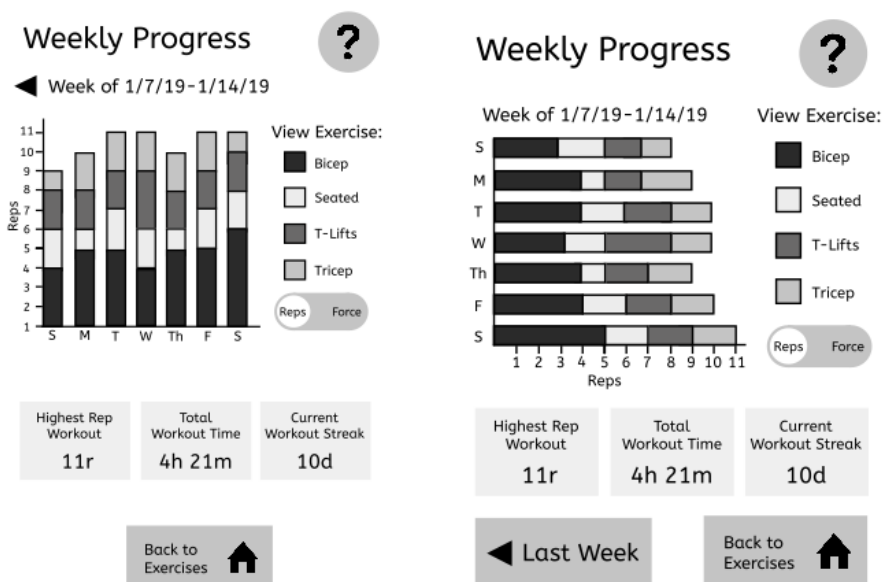 Weekly Progress
?
Week of 1/7/19-1/14/19
View Exercise:
Bicep
Seated
T-Lifts
Tricep
Reps Force
Reps
11
10
9
8
7
6
5
4
3
2
1
S M T W Th F S
Highest Rep
Workout
11r
Total
Workout Time
4h 21m
Current
Workout Streak
10d
Back to
Exercises
Weekly Progress
?
Week of 1/7/19-1/14/19
View Exercise:
Bicep
Seated
T-Lifts
Tricep
Reps Force
S
M
T
W
Th
F
S
1 2 3 4 5 6 7 8 9 10 11
Reps
Highest Rep
Workout
11r
Total
Workout Time
4h 21m
Current
Workout Streak
10d
Last Week
Back to
Exercises